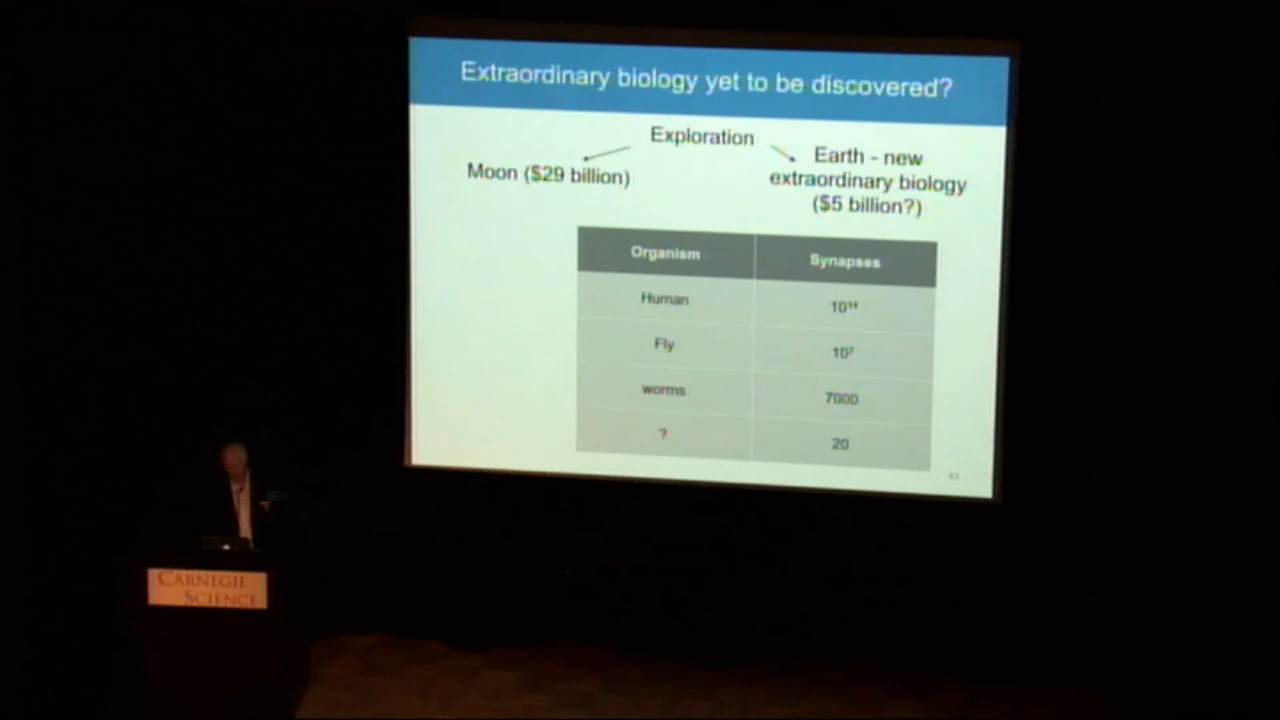 Extraordinary biology yet to be discovered?
Exploration
Moon ($29 billion)
Earth - new
extraordinary biology
($5 billion?)
Organism Synapses
Human 10¹⁴
Fly 10⁷
worms 7000
? 20
CARNEGIE
SCIENCE